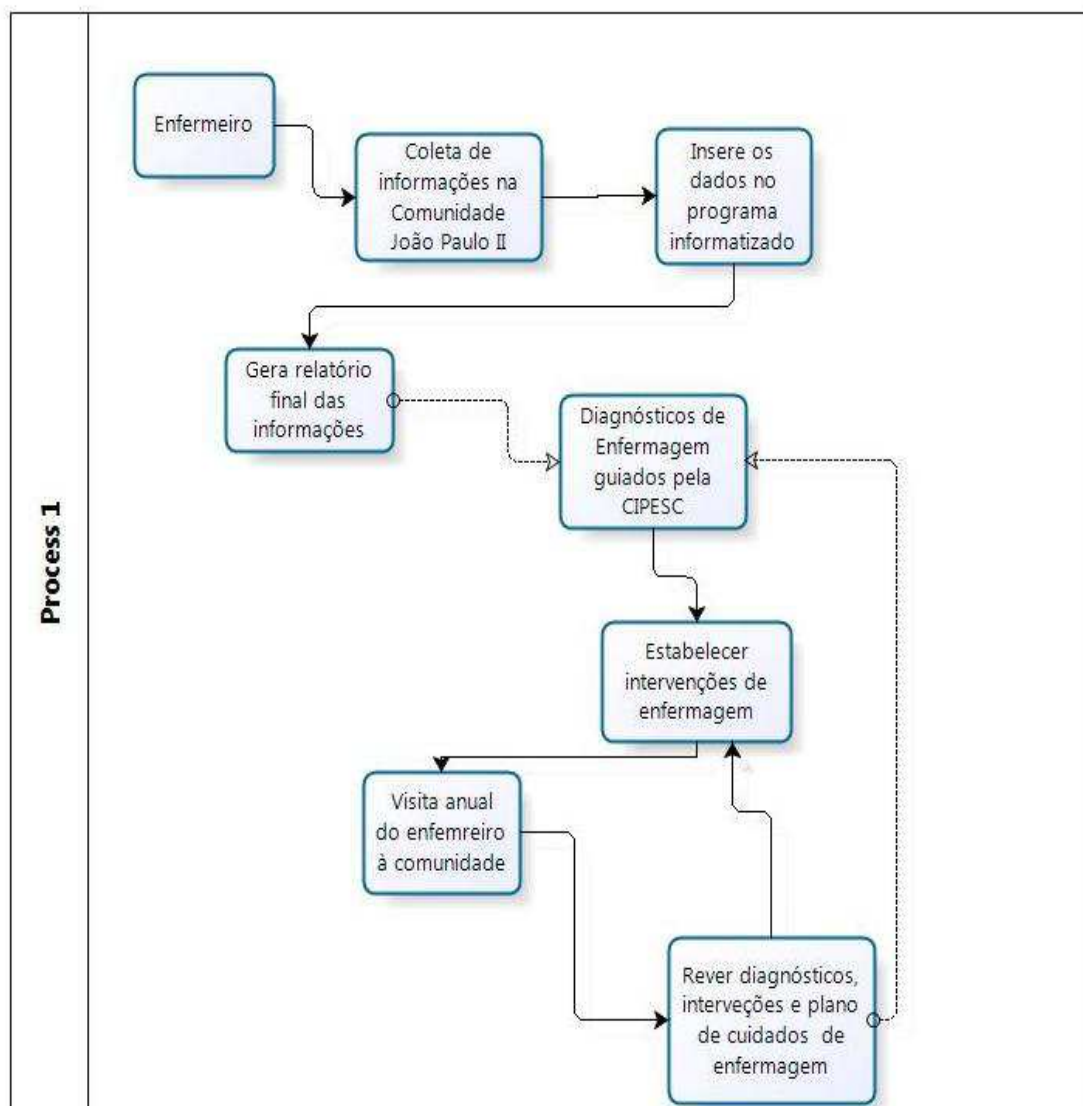 Process 1
Enfermeiro
Coleta de
informações na
Comunidade
João Paulo II
Insere os
dados no
programa
informatizado
Gera relatório
final das
informações
Diagnósticos de
Enfermagem
guiados pela
CIPESC
Estabelecer
intervenções de
enfermagem
Visita anual
do enfemreiro
à comunidade
Rever diagnósticos,
interveções e plano
de cuidados de
enfermagem